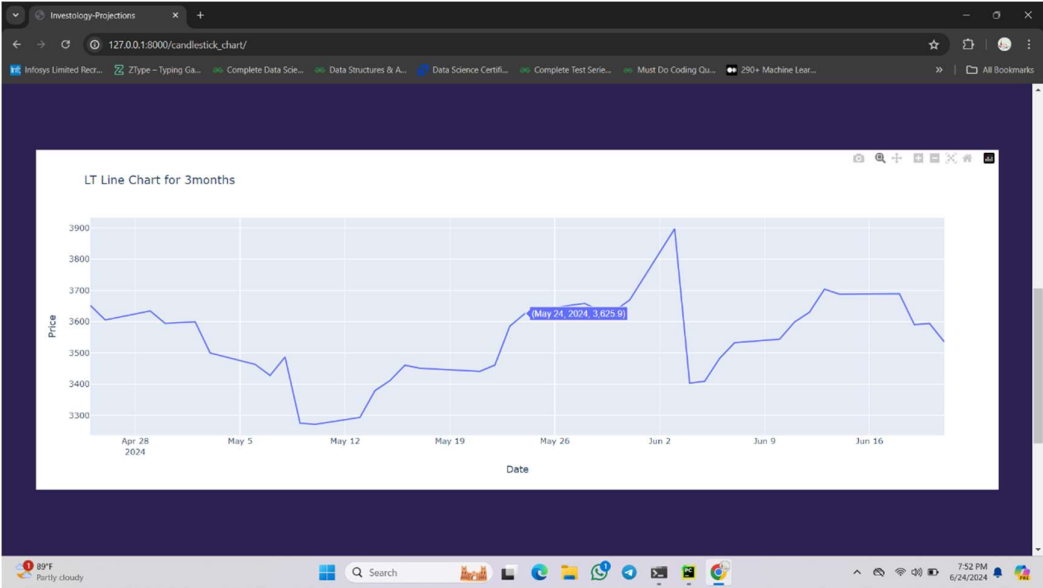 Investology-Projections
127.0.0.1:8000/candlestick_chart/
Infosys Limited Recr... ZType – Typing Ga... Complete Data Scie... Data Structures & A... Data Science Certifi... Complete Test Serie... Must Do Coding Qu... 290+ Machine Lear... » All Bookmarks
LT Line Chart for 3months
3900
3800
3700
3600
3500
3400
3300
Price
(May 24, 2024, 3,625.9)
Apr 28 May 5 May 12 May 19 May 26 Jun 2 Jun 9 Jun 16
2024
Date
1
89°F
Partly cloudy
Search
1
7:52 PM
6/24/2024